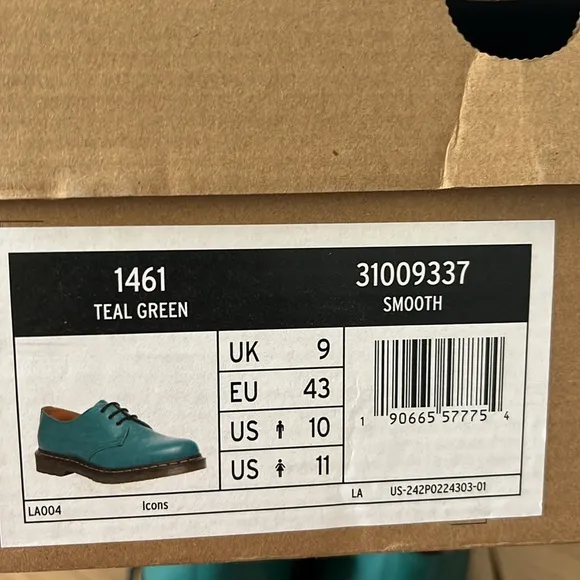 1461
TEAL GREEN
31009337
SMOOTH
UK 9
EU 43
US 10
US 11
1 90665 57775 4
LA004
Icons
LA US-242P0224303-01